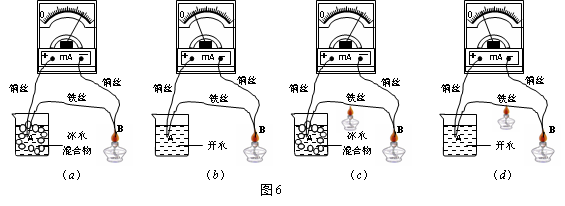 0 + mA −
铜丝 铜丝
铁丝
A B
冰水
混合物
(a)
0 + mA −
铜丝 铜丝
铁丝
A B
开水
(b)
0 + mA −
铜丝 铜丝
铁丝
A B
冰水
混合物
(c)
0 + mA −
铜丝 铜丝
铁丝
A B
开水
(d)
图6